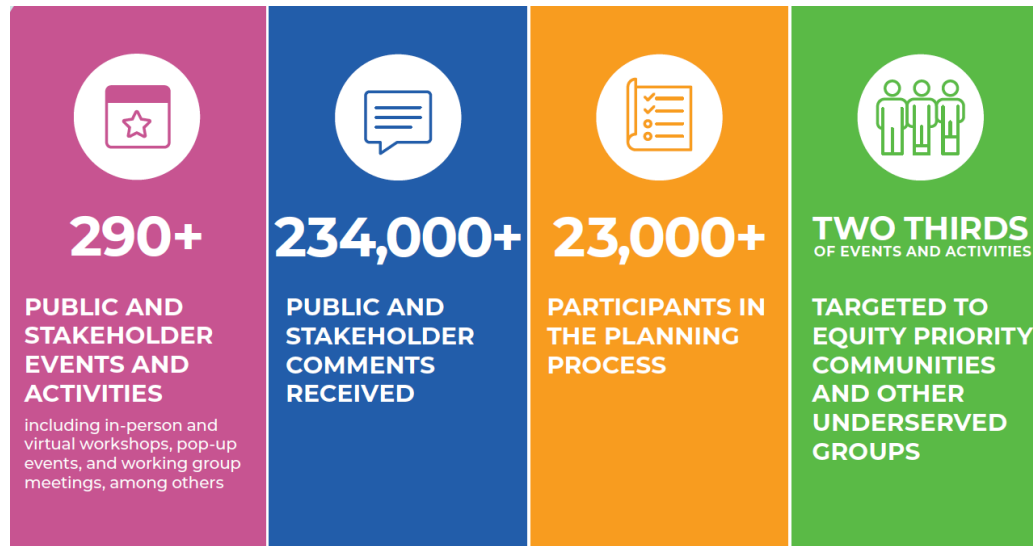 290+
PUBLIC AND
STAKEHOLDER
EVENTS AND
ACTIVITIES
including in-person and
virtual workshops, pop-up
events, and working group
meetings, among others
234,000+
PUBLIC AND
STAKEHOLDER
COMMENTS
RECEIVED
23,000+
PARTICIPANTS IN
THE PLANNING
PROCESS
TWO THIRDS
OF EVENTS AND ACTIVITIES
TARGETED TO
EQUITY PRIORITY
COMMUNITIES
AND OTHER
UNDERSERVED
GROUPS